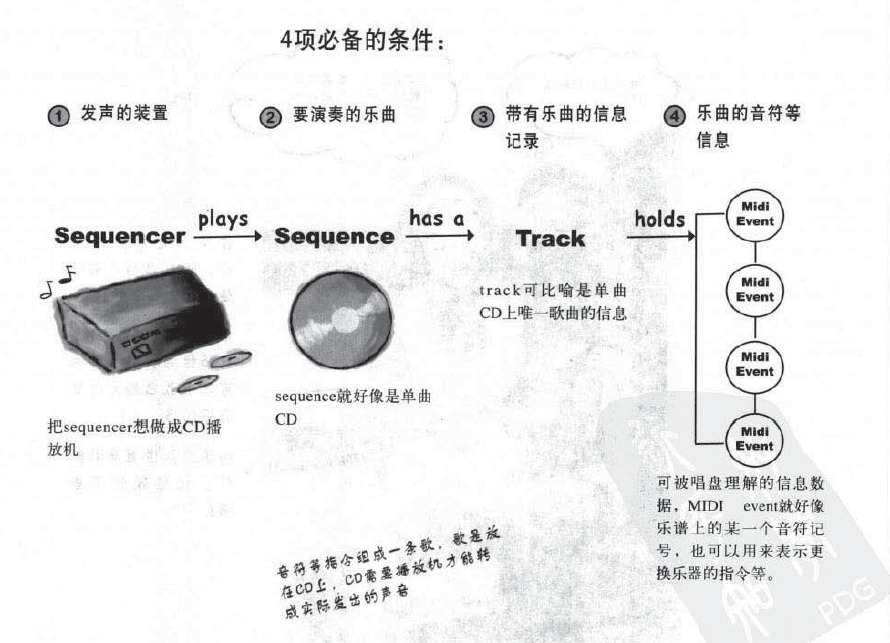 4项必备的条件：
① 发声的装置
② 要演奏的乐曲
③ 带有乐曲的信息
记录
④ 乐曲的音符等
信息
Sequencer
plays
Sequence
has a
Track
holds
Midi
Event
Midi
Event
Midi
Event
Midi
Event
把sequencer想做成CD播
放机
sequence就好像是单曲
CD
track可比喻是单曲
CD上唯一歌曲的信息
可被唱盘理解的信息数
据，MIDI event就好像
乐谱上的某一个音符记
号，也可以用来表示更
换乐器的指令等。
音符等指令组成一条歌，歌是放
在CD上，CD需要播放机才能转
成实际发出的声音
PDG